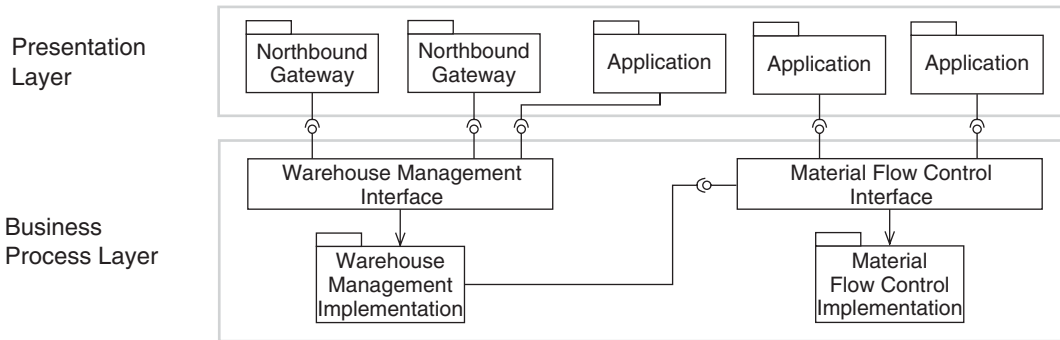 Presentation
Layer
Northbound
Gateway
Northbound
Gateway
Application
Application
Application
Business
Process Layer
Warehouse Management
Interface
Material Flow Control
Interface
Warehouse
Management
Implementation
Material
Flow Control
Implementation